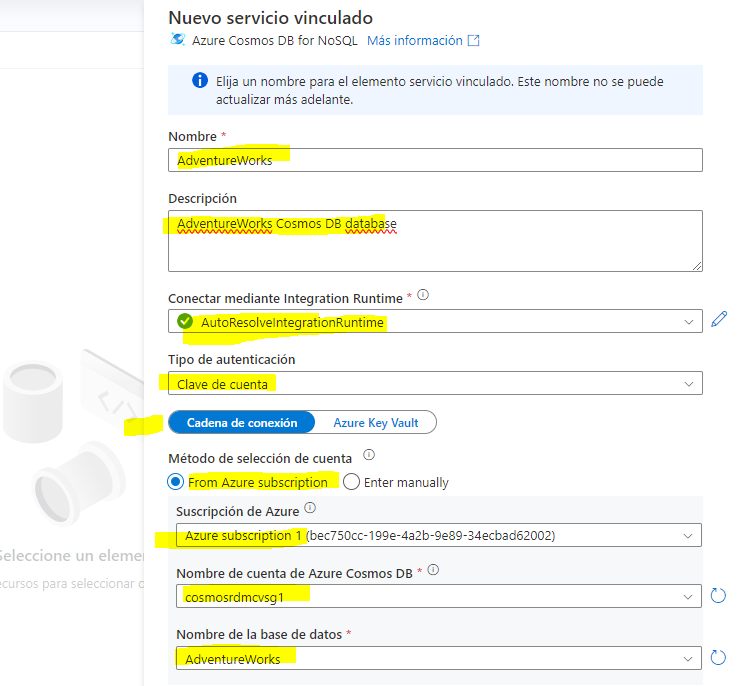 Nuevo servicio vinculado
Azure Cosmos DB for NoSQL Más información
Elija un nombre para el elemento servicio vinculado. Este nombre no se puede
actualizar más adelante.
Nombre *
AdventureWorks
Descripción
AdventureWorks Cosmos DB database
Conectar mediante Integration Runtime *
AutoResolveIntegrationRuntime
Tipo de autenticación
Clave de cuenta
Cadena de conexión Azure Key Vault
Método de selección de cuenta
From Azure subscription Enter manually
Suscripción de Azure
Azure subscription 1 (bec750cc-199e-4a2b-9e89-34ecbad62002)
Seleccione un eleme
Nombre de cuenta de Azure Cosmos DB *
ecursos para seleccionar
cosmosrdmcvsg1
Nombre de la base de datos *
AdventureWorks